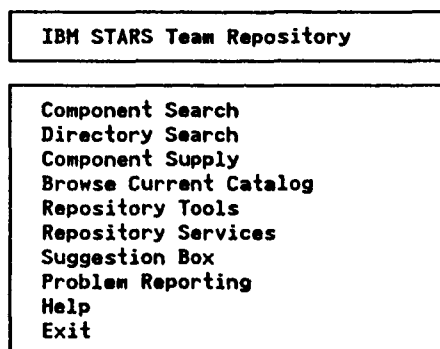 IBM STARS Team Repository
Component Search
Directory Search
Component Supply
Browse Current Catalog
Repository Tools
Repository Services
Suggestion Box
Problem Reporting
Help
Exit